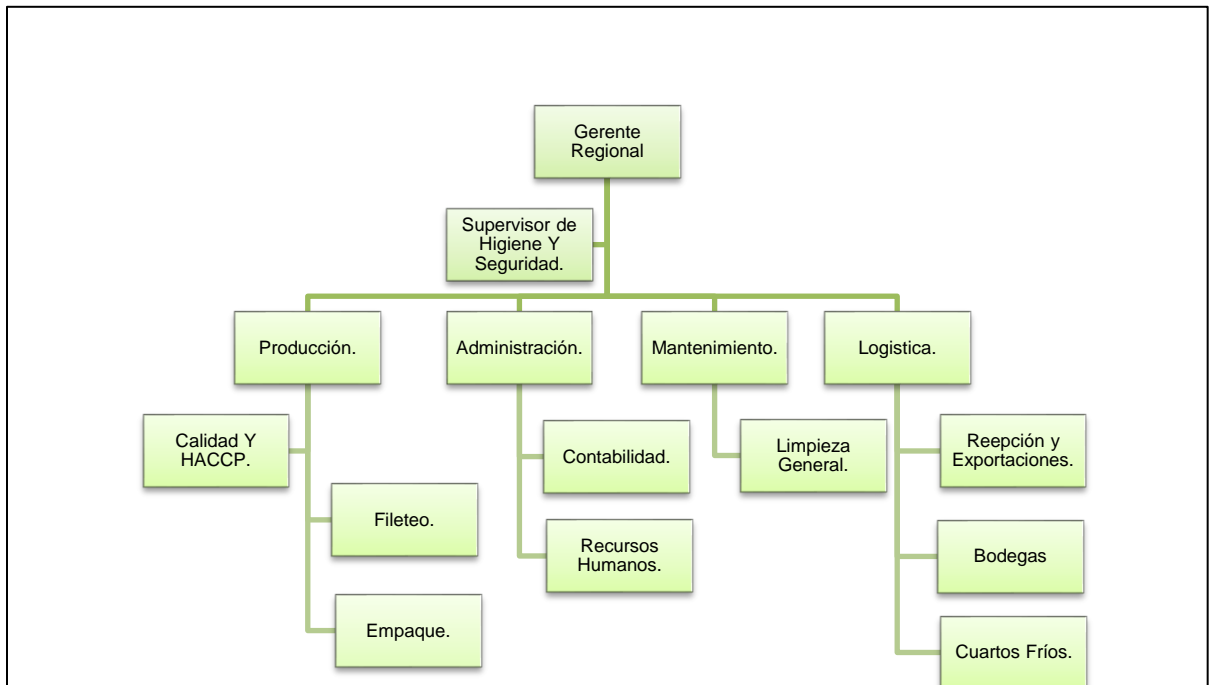 Gerente
Regional
Supervisor de
Higiene Y
Seguridad.
Producción.
Administración.
Mantenimiento.
Logistica.
Calidad Y
HACCP.
Fileteo.
Empaque.
Contabilidad.
Recursos
Humanos.
Limpieza
General.
Reepción y
Exportaciones.
Bodegas
Cuartos Fríos.